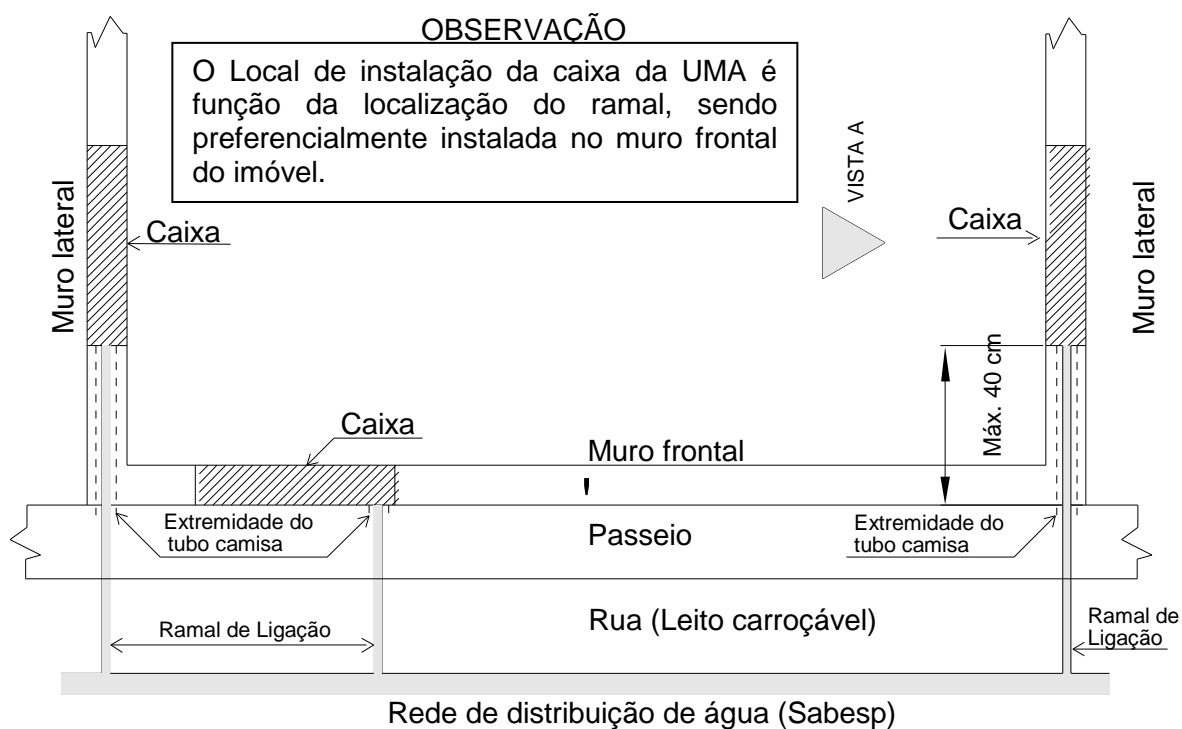 OBSERVAÇÃO
O Local de instalação da caixa da UMA é
função da localização do ramal, sendo
preferencialmente instalada no muro frontal
do imóvel.
VISTA A
Muro lateral
Caixa
Caixa
Muro lateral
Máx. 40 cm
Caixa
Muro frontal
Extremidade do
tubo camisa
Passeio
Extremidade do
tubo camisa
Ramal de Ligação
Rua (Leito carroçável)
Ramal de
Ligação
Rede de distribuição de água (Sabesp)